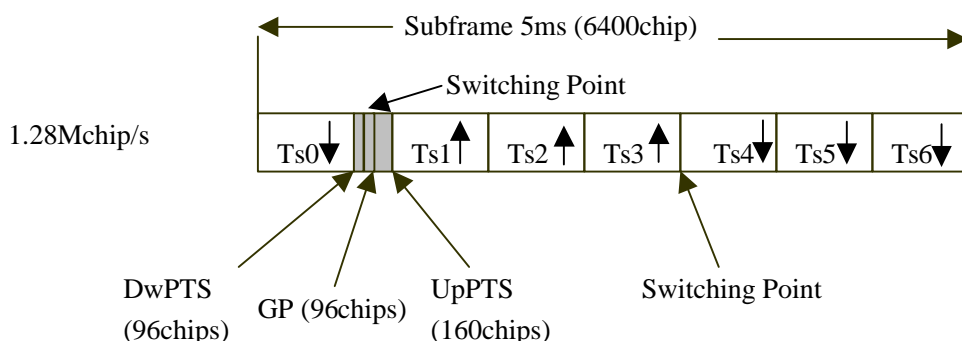 Subframe 5ms (6400chip)
Switching Point
1.28Mchip/s
Ts0 Ts1 Ts2 Ts3 Ts4 Ts5 Ts6
DwPTS
(96chips)
GP (96chips)
UpPTS
(160chips)
Switching Point